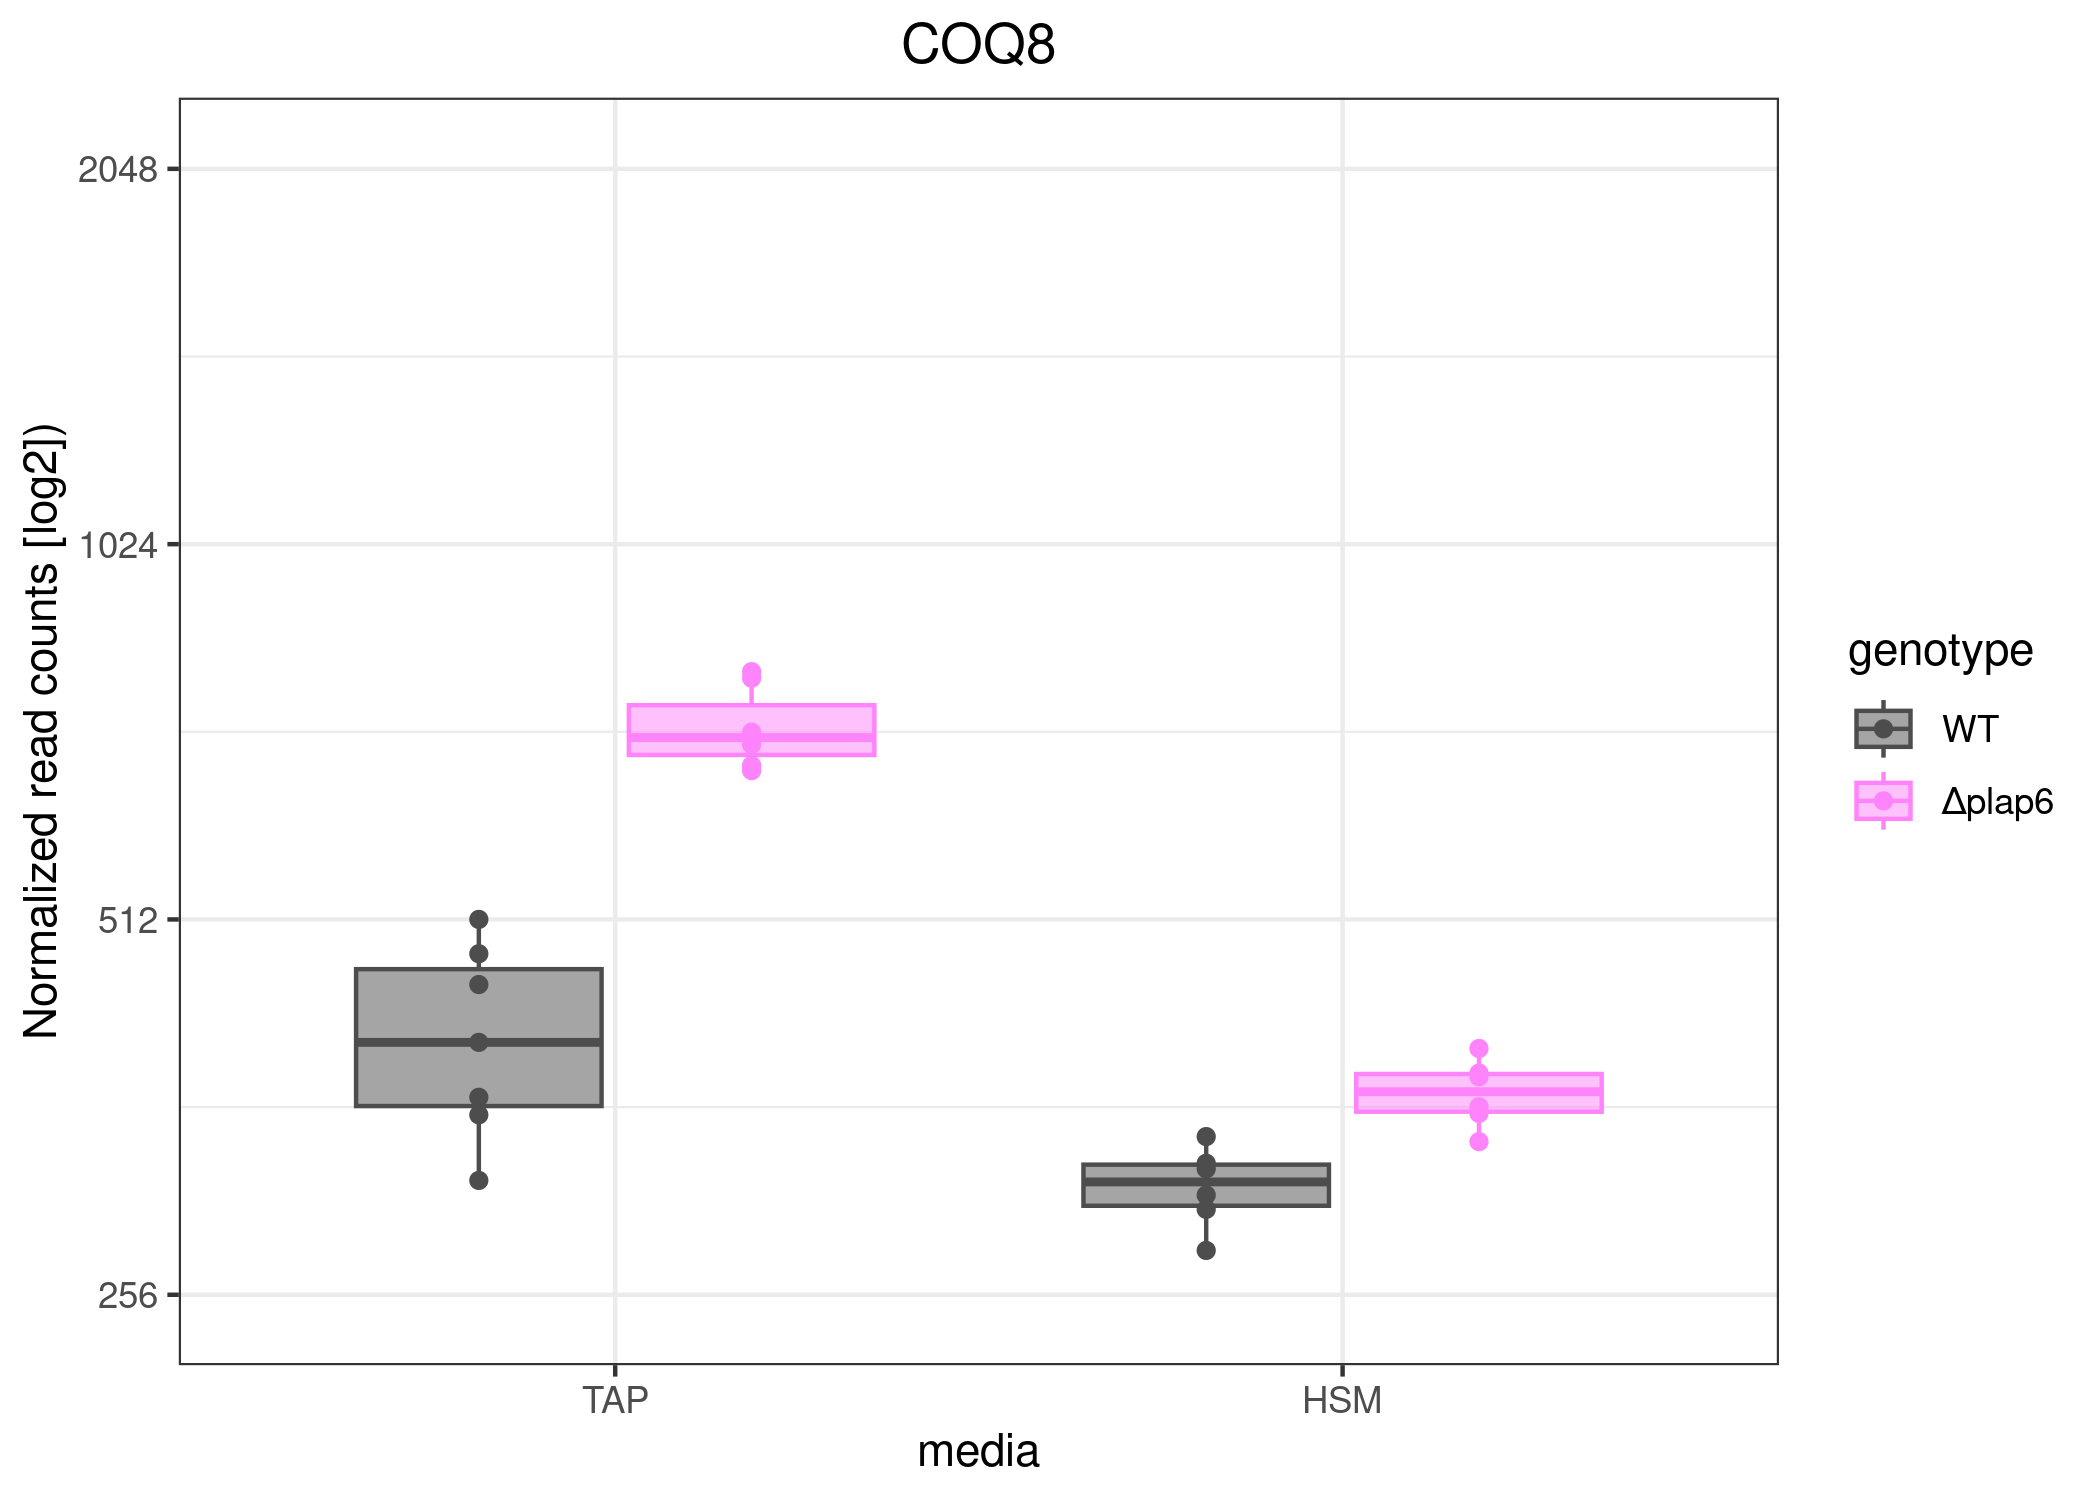 COQ8
Normalized read counts [log2])
2048
1024
512
256
TAP
HSM
media
genotype
WT
Δplap6